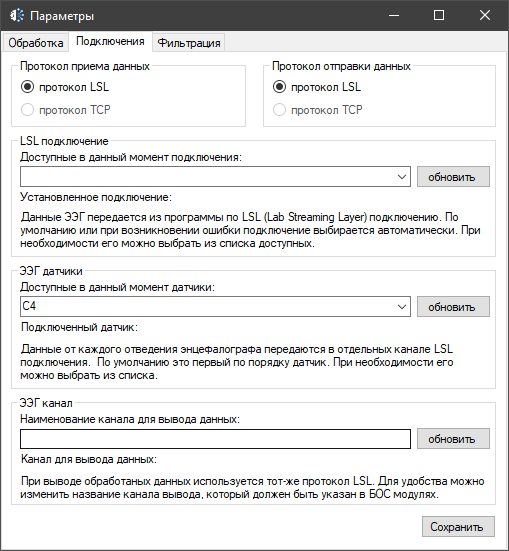 Параметры
Обработка Подключения Фильтрация
Протокол приема данных
протокол LSL
протокол TCP
Протокол отправки данных
протокол LSL
протокол TCP
LSL подключение
Доступные в данный момент подключения:
обновить
Установленное подключение:
Данные ЭЭГ передается из программы по LSL (Lab Streaming Layer) подключению. По
умолчанию или при возникновении ошибки подключение выбирается автоматически. При
необходимости его можно выбрать из списка доступных.
ЭЭГ датчики
Доступные в данный момент датчики:
C4
обновить
Подключенный датчик:
Данные от каждого отведения энцефалографа передаются в отдельных канале LSL
подключения. По умолчанию это первый по порядку датчик. При необходимости его
можно выбрать из списка.
ЭЭГ канал
Наименование канала для вывода данных:
обновить
Канал для вывода данных:
При выводе обработаных данных используется тот-же протокол LSL. Для удобства можно
изменить название канала вывода, который должен быть указан в БОС модулях.
Сохранить